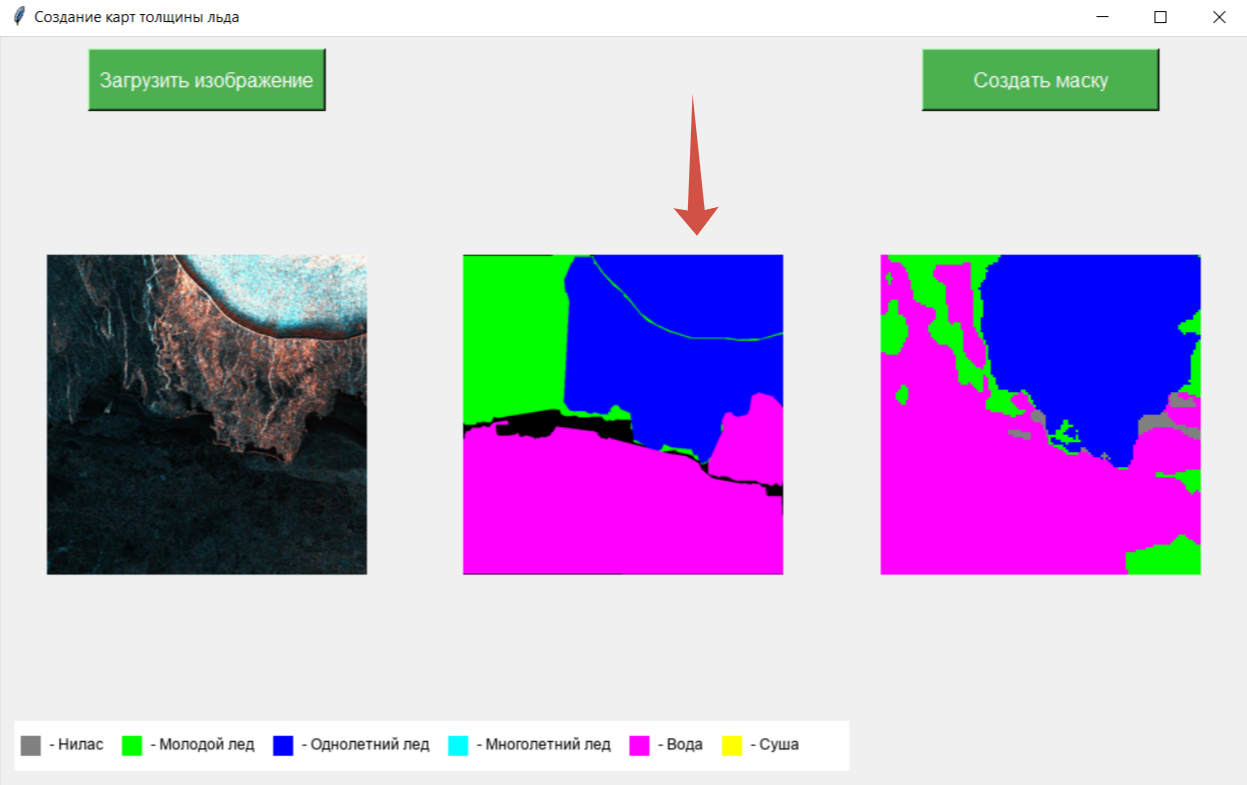 Создание карт толщины льда
Загрузить изображение
Создать маску
- Нилас - Молодой лед - Однолетний лед - Многолетний лед - Вода - Суша